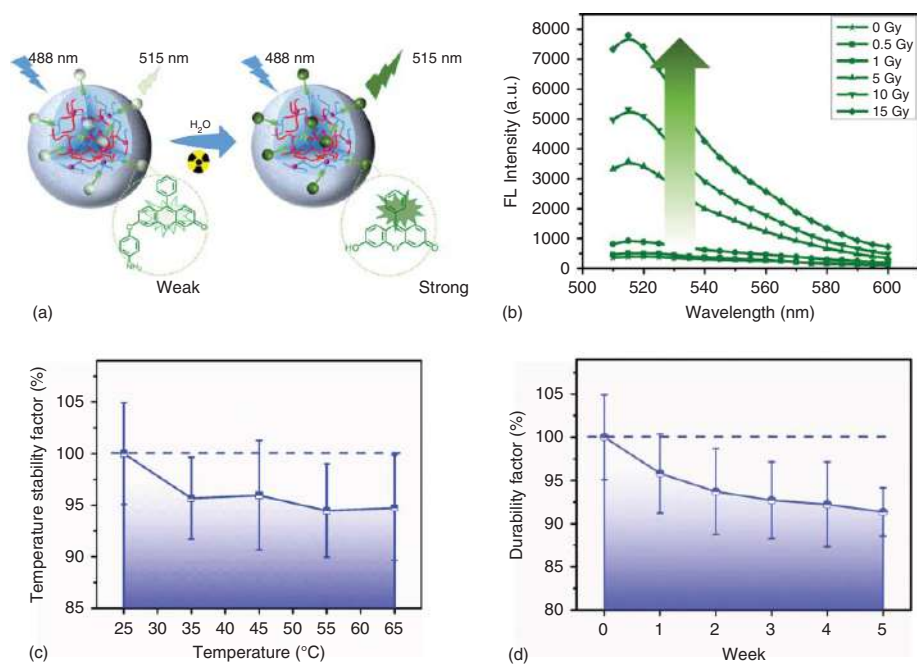 488 nm
515 nm
H2O
488 nm
515 nm
O
O
O
NH2
Weak
HO
O
O
Strong
(a)
FL Intensity (a.u.)
8000
7000
6000
5000
4000
3000
2000
1000
0
0 Gy
0.5 Gy
1 Gy
5 Gy
10 Gy
15 Gy
500 520 540 560 580 600
Wavelength (nm)
(b)
Temperature stability factor (%)
105
100
95
90
85
25 30 35 40 45 50 55 60 65
Temperature (°C)
(c)
Durability factor (%)
105
100
95
90
85
80
0 1 2 3 4 5
Week
(d)